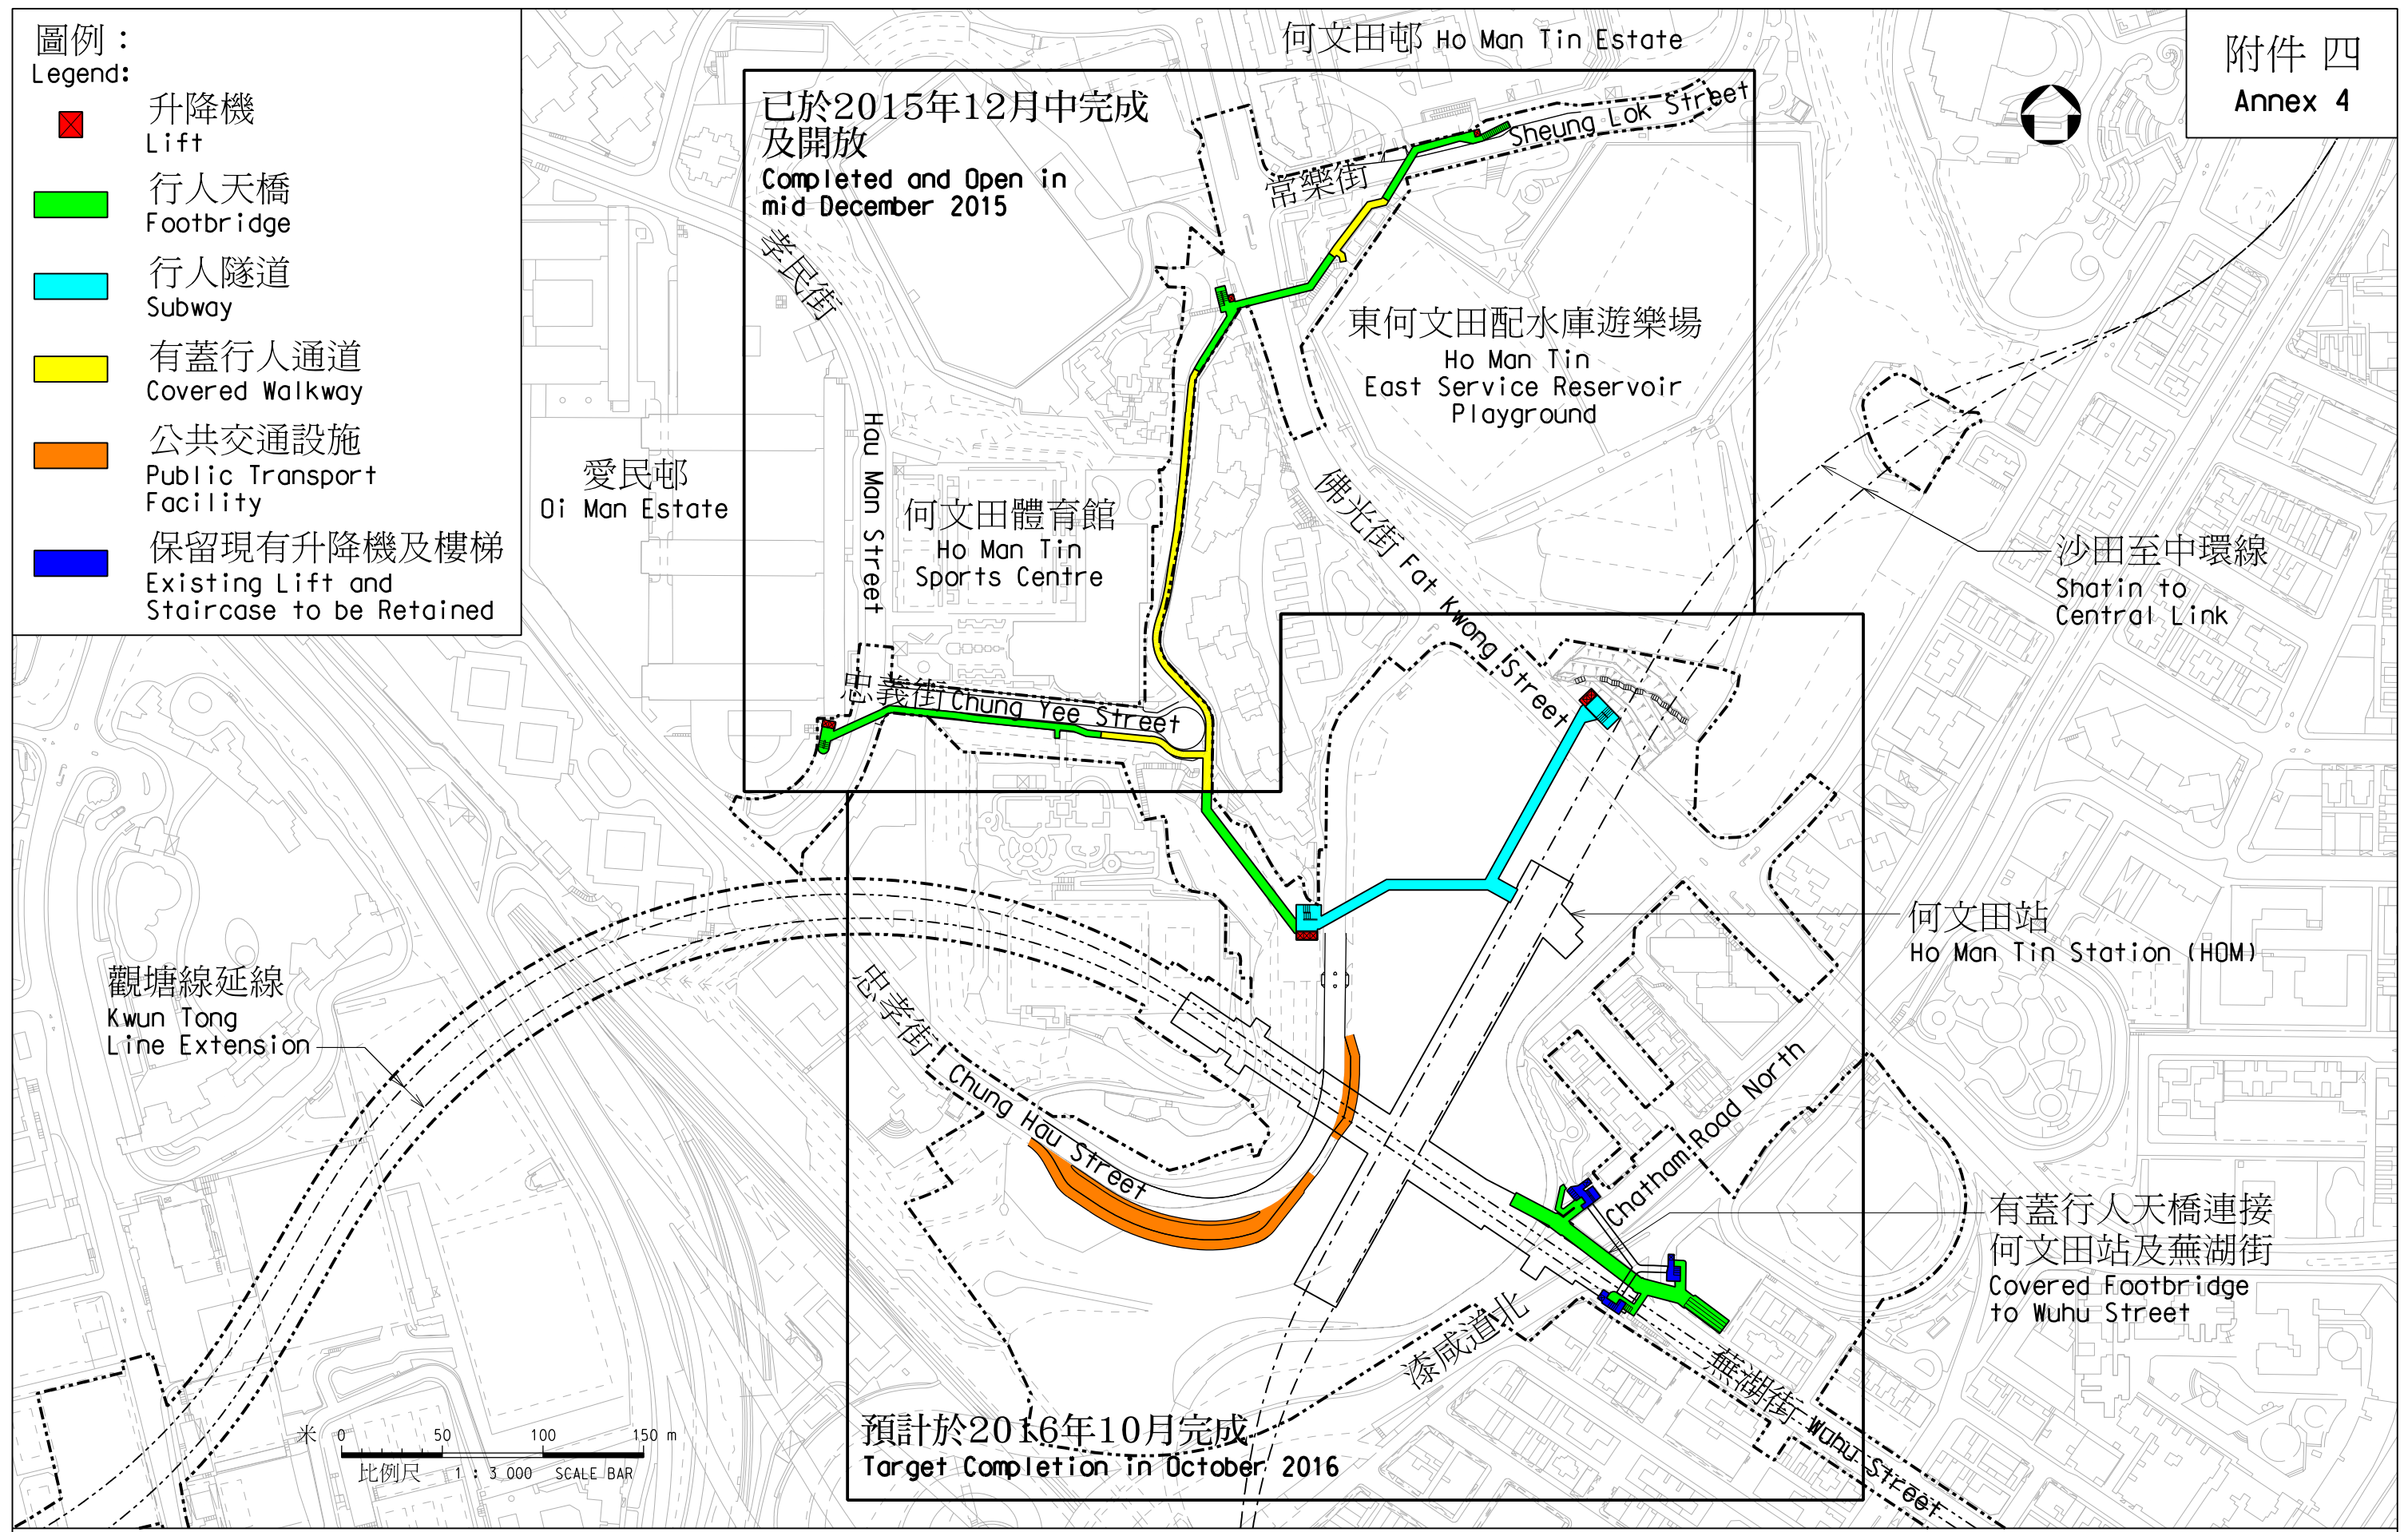 圖例：
Legend:
升降機
Lift
行人天橋
Footbridge
行人隧道
Subway
有蓋行人通道
Covered Walkway
公共交通設施
Public Transport
Facility
保留現有升降機及樓梯
Existing Lift and
Staircase to be Retained
附件 四
Annex 4
何文田邨 Ho Man Tin Estate
已於2015年12月中完成
及開放
Completed and Open in
mid December 2015
常樂街
Sheung Lok Street
孝民街
Hau Man Street
東何文田配水庫遊樂場
Ho Man Tin
East Service Reservoir
Playground
愛民邨
Oi Man Estate
何文田體育館
Ho Man Tin
Sports Centre
佛光街 Fat Kwong Street
沙田至中環線
Shatin to
Central Link
忠義街 Chung Yee Street
何文田站
Ho Man Tin Station (HOM)
觀塘線延線
Kwun Tong
Line Extension
忠孝街
Chung Hau Street
Chatham Road North
有蓋行人天橋連接
何文田站及蕪湖街
Covered Footbridge
to Wuhu Street
漆咸道北
蕪湖街 Wuhu Street
預計於2016年10月完成
Target Completion in October 2016
米 0 50 100 150 m
比例尺 1 : 3 000 SCALE BAR